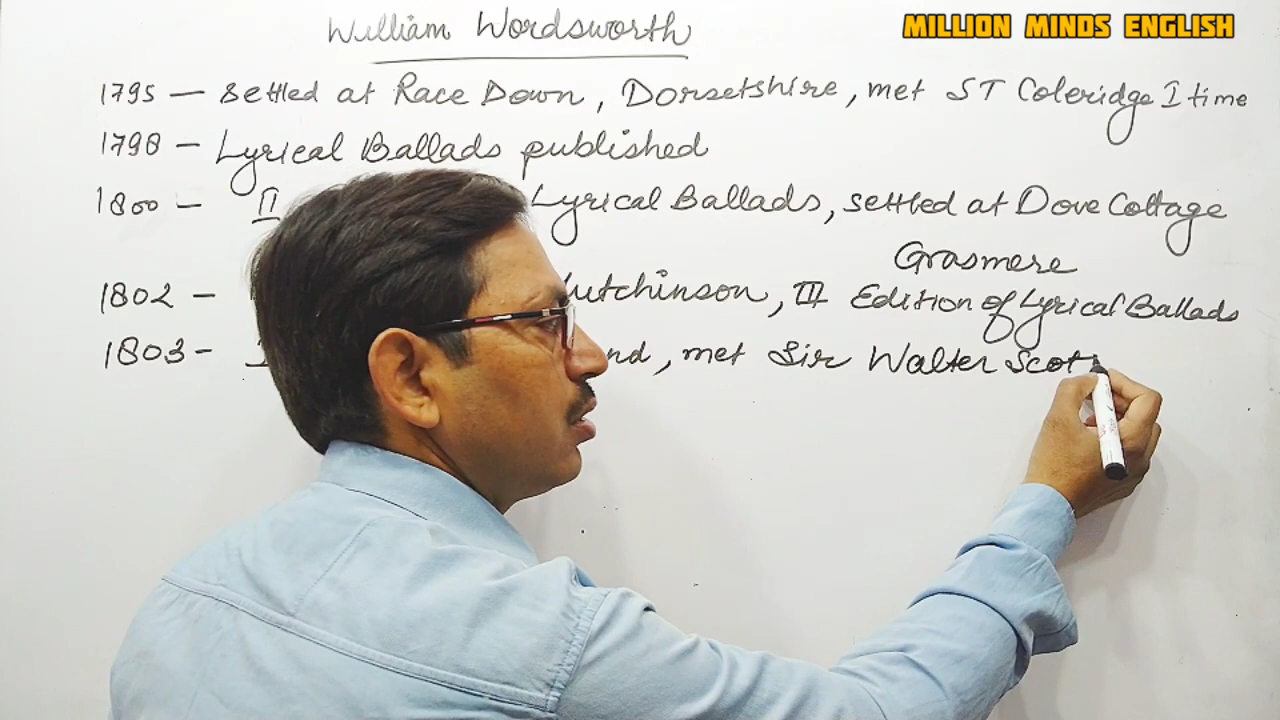 William Wordsworth
MILLION MINDS ENGLISH
1795 — Settled at Race Down, Dorsetshire, met ST Coleridge I time
1798 — Lyrical Ballads published
1800 — II Lyrical Ballads, settled at Dove Cottage
Grasmere
1802 — Hutchinson, III Edition of Lyrical Ballads
1803 — nd, met Sir Walter Scott